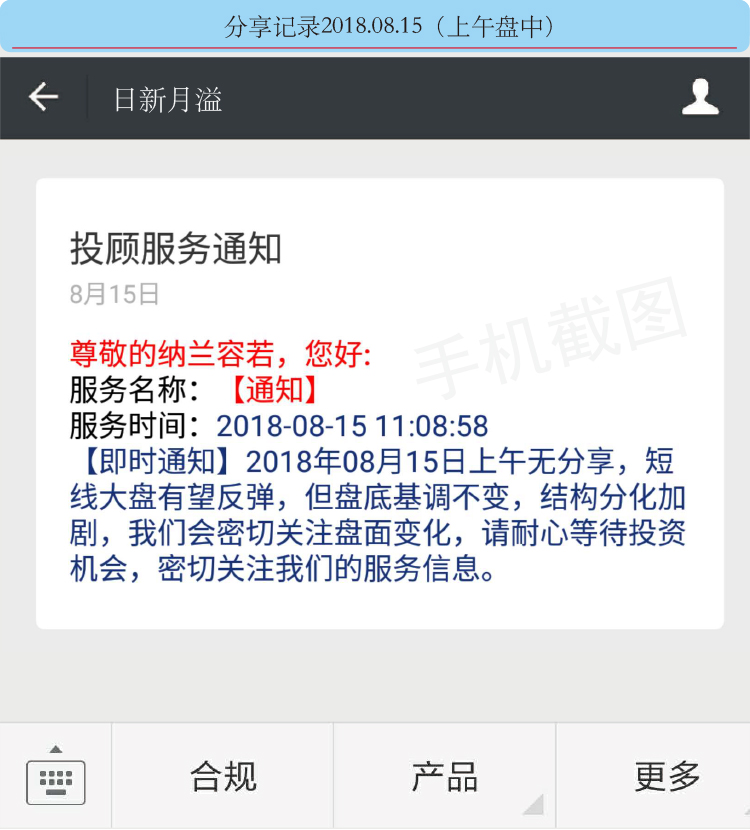 分享记录2018.08.15（上午盘中）
日新月溢
投顾服务通知
8月15日
尊敬的纳兰容若，您好:
服务名称：【通知】
服务时间：2018-08-15 11:08:58
【即时通知】2018年08月15日上午无分享，短
线大盘有望反弹，但盘底基调不变，结构分化加
剧，我们会密切关注盘面变化，请耐心等待投资
机会，密切关注我们的服务信息。
手机截图
合规
产品
更多